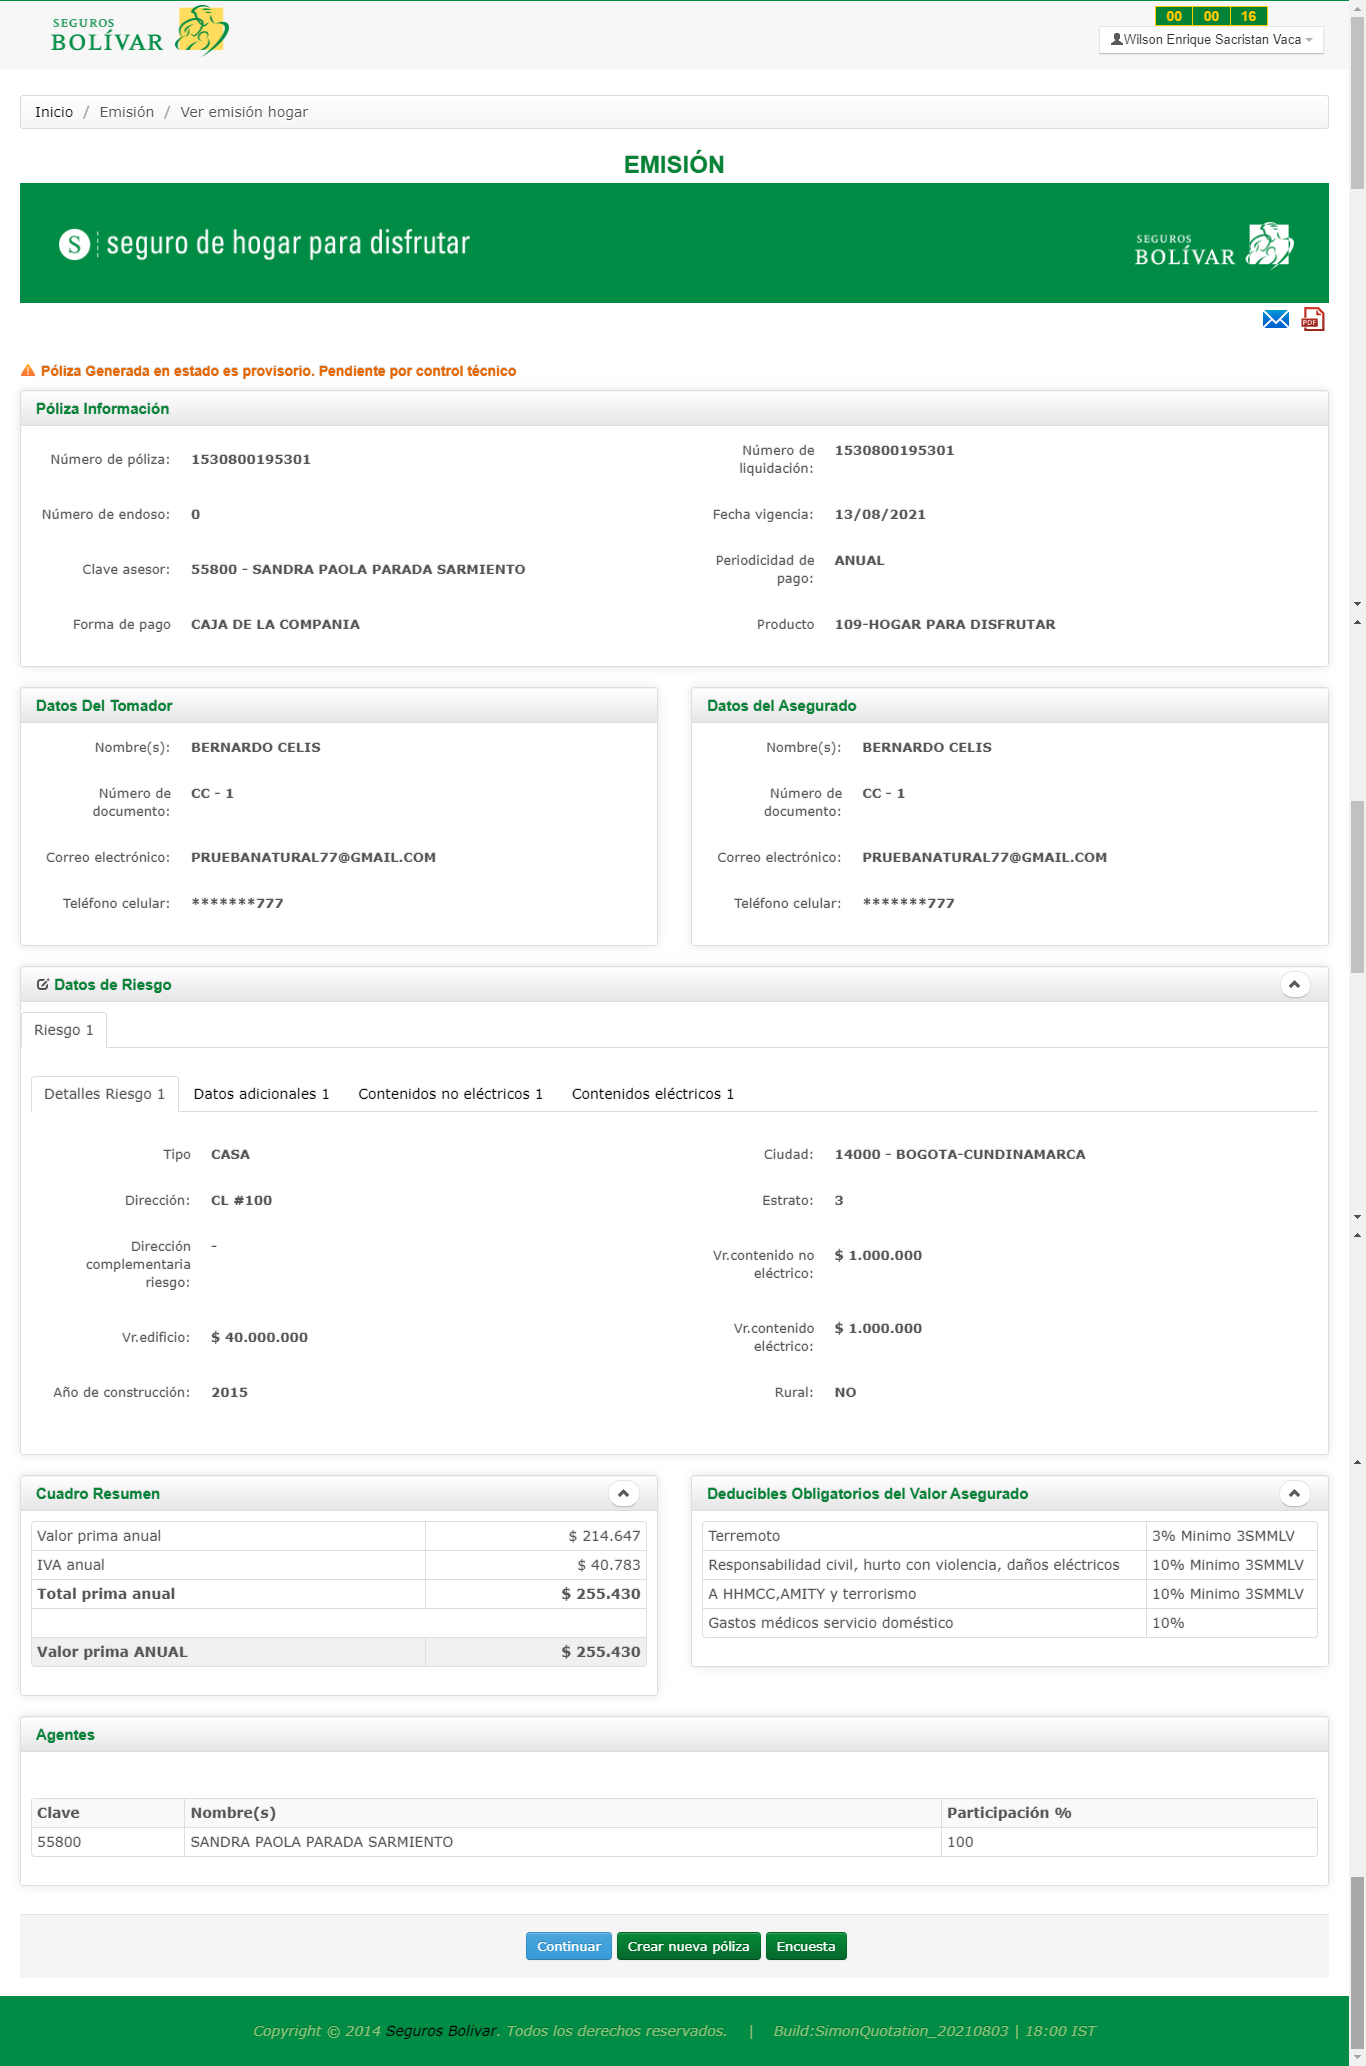 SEGUROS
BOLÍVAR
00 00 16
Wilson Enrique Sacristan Vaca
Inicio / Emisión / Ver emisión hogar
EMISIÓN
S seguro de hogar para disfrutar
SEGUROS
BOLÍVAR
PDF
Póliza Generada en estado es provisorio. Pendiente por control técnico
Póliza Información
Número de póliza: 1530800195301
Número de liquidación: 1530800195301
Número de endoso: 0
Fecha vigencia: 13/08/2021
Clave asesor: 55800 - SANDRA PAOLA PARADA SARMIENTO
Periodicidad de pago: ANUAL
Forma de pago CAJA DE LA COMPANIA
Producto 109-HOGAR PARA DISFRUTAR
Datos Del Tomador
Nombre(s): BERNARDO CELIS
Número de documento: CC - 1
Correo electrónico: PRUEBANATURAL77@GMAIL.COM
Teléfono celular: *******777
Datos del Asegurado
Nombre(s): BERNARDO CELIS
Número de documento: CC - 1
Correo electrónico: PRUEBANATURAL77@GMAIL.COM
Teléfono celular: *******777
Datos de Riesgo
Riesgo 1
Detalles Riesgo 1 Datos adicionales 1 Contenidos no eléctricos 1 Contenidos eléctricos 1
Tipo CASA
Ciudad: 14000 - BOGOTA-CUNDINAMARCA
Dirección: CL #100
Estrato: 3
Dirección complementaria riesgo: -
Vr.contenido no eléctrico: $ 1.000.000
Vr.edificio: $ 40.000.000
Vr.contenido eléctrico: $ 1.000.000
Año de construcción: 2015
Rural: NO
Cuadro Resumen
Valor prima anual $ 214.647
IVA anual $ 40.783
Total prima anual $ 255.430
Valor prima ANUAL $ 255.430
Deducibles Obligatorios del Valor Asegurado
Terremoto 3% Minimo 3SMMLV
Responsabilidad civil, hurto con violencia, daños eléctricos 10% Minimo 3SMMLV
A HHMCC,AMITY y terrorismo 10% Minimo 3SMMLV
Gastos médicos servicio doméstico 10%
Agentes
Clave Nombre(s) Participación %
55800 SANDRA PAOLA PARADA SARMIENTO 100
Continuar Crear nueva póliza Encuesta
Copyright © 2014 Seguros Bolivar. Todos los derechos reservados. | Build:SimonQuotation_20210803 | 18:00 IST